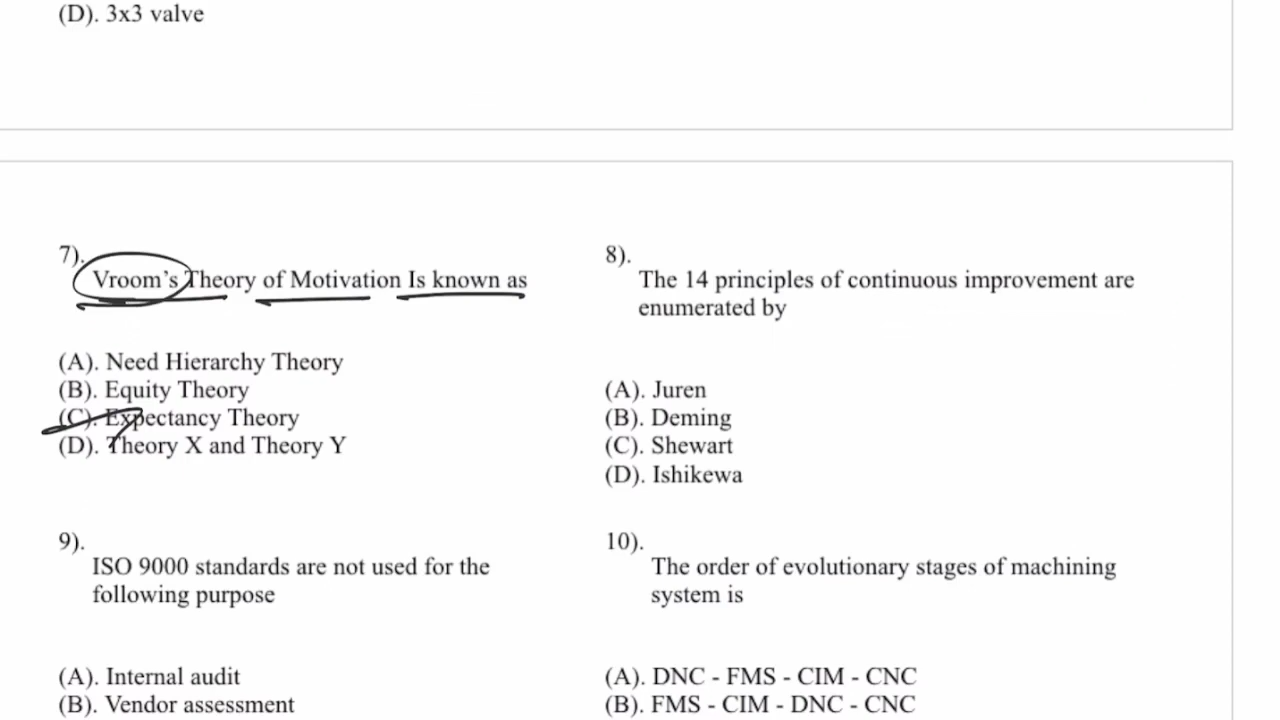 (D). 3x3 valve
7).
Vroom's Theory of Motivation Is known as
(A). Need Hierarchy Theory
(B). Equity Theory
(C). Expectancy Theory
(D). Theory X and Theory Y
8).
The 14 principles of continuous improvement are
enumerated by
(A). Juren
(B). Deming
(C). Shewart
(D). Ishikewa
9).
ISO 9000 standards are not used for the
following purpose
(A). Internal audit
(B). Vendor assessment
10).
The order of evolutionary stages of machining
system is
(A). DNC - FMS - CIM - CNC
(B). FMS - CIM - DNC - CNC